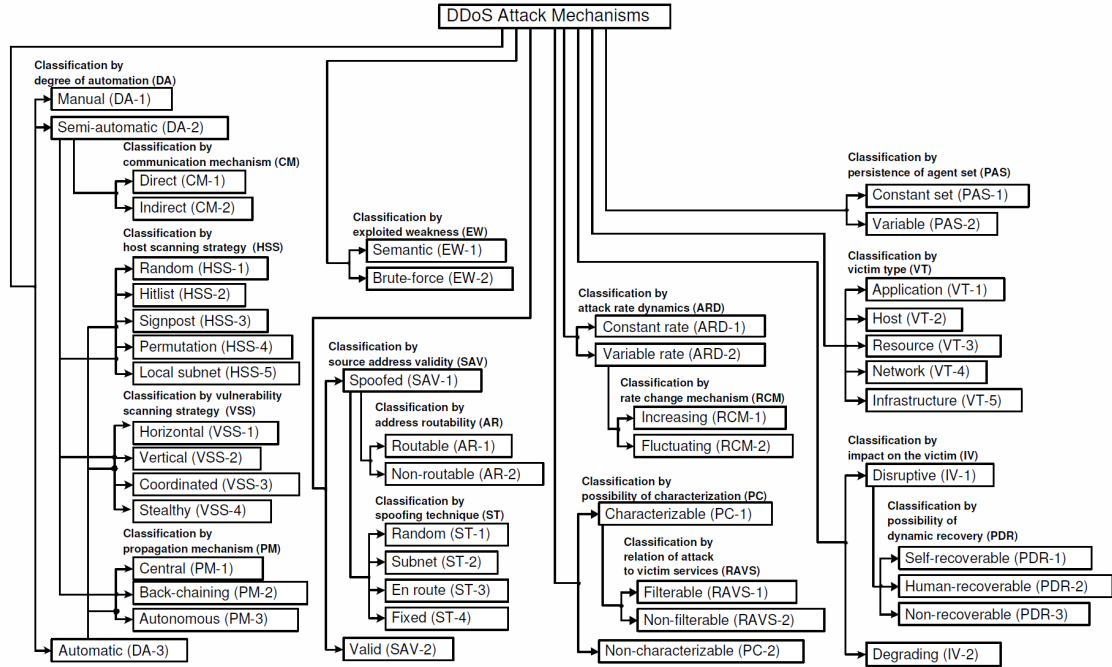 DDoS Attack Mechanisms
Classification by
degree of automation (DA)
Manual (DA-1)
Semi-automatic (DA-2)
Classification by
communication mechanism (CM)
Direct (CM-1)
Indirect (CM-2)
Classification by
host scanning strategy (HSS)
Random (HSS-1)
Hitlist (HSS-2)
Signpost (HSS-3)
Permutation (HSS-4)
Local subnet (HSS-5)
Classification by vulnerability
scanning strategy (VSS)
Horizontal (VSS-1)
Vertical (VSS-2)
Coordinated (VSS-3)
Stealthy (VSS-4)
Classification by
propagation mechanism (PM)
Central (PM-1)
Back-chaining (PM-2)
Autonomous (PM-3)
Automatic (DA-3)
Classification by
exploited weakness (EW)
Semantic (EW-1)
Brute-force (EW-2)
Classification by
source address validity (SAV)
Spoofed (SAV-1)
Classification by
address routability (AR)
Routable (AR-1)
Non-routable (AR-2)
Classification by
spoofing technique (ST)
Random (ST-1)
Subnet (ST-2)
En route (ST-3)
Fixed (ST-4)
Valid (SAV-2)
Classification by
attack rate dynamics (ARD)
Constant rate (ARD-1)
Variable rate (ARD-2)
Classification by
rate change mechanism (RCM)
Increasing (RCM-1)
Fluctuating (RCM-2)
Classification by
possibility of characterization (PC)
Characterizable (PC-1)
Classification by
relation of attack
to victim services (RAVS)
Filterable (RAVS-1)
Non-filterable (RAVS-2)
Non-characterizable (PC-2)
Classification by
persistence of agent set (PAS)
Constant set (PAS-1)
Variable (PAS-2)
Classification by
victim type (VT)
Application (VT-1)
Host (VT-2)
Resource (VT-3)
Network (VT-4)
Infrastructure (VT-5)
Classification by
impact on the victim (IV)
Disruptive (IV-1)
Classification by
possibility of
dynamic recovery (PDR)
Self-recoverable (PDR-1)
Human-recoverable (PDR-2)
Non-recoverable (PDR-3)
Degrading (IV-2)